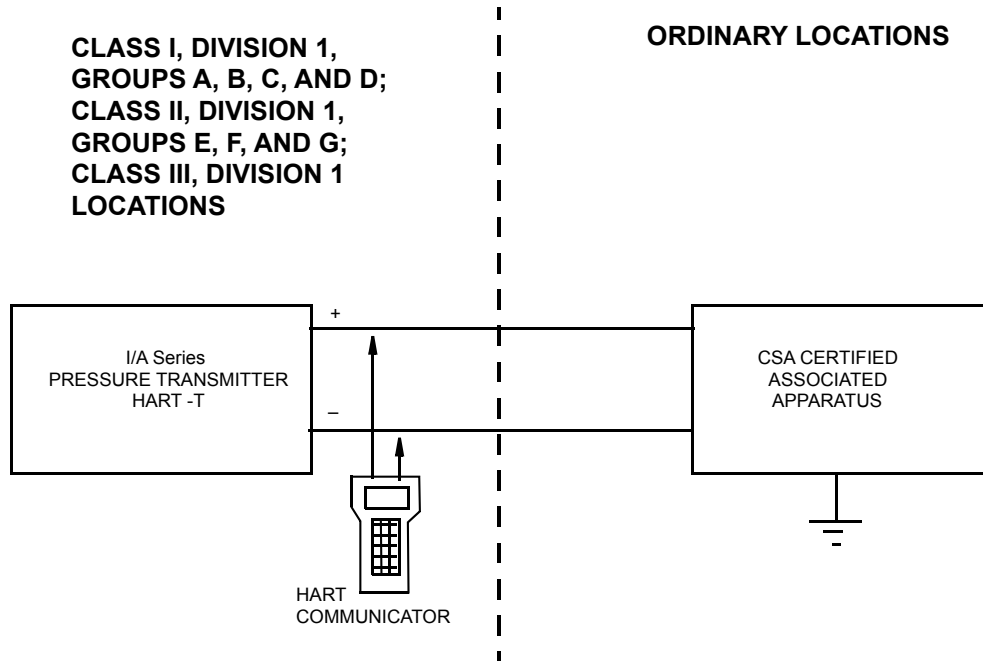 CLASS I, DIVISION 1,
GROUPS A, B, C, AND D;
CLASS II, DIVISION 1,
GROUPS E, F, AND G;
CLASS III, DIVISION 1
LOCATIONS
ORDINARY LOCATIONS
I/A Series
PRESSURE TRANSMITTER
HART -T
+
–
HART
COMMUNICATOR
CSA CERTIFIED
ASSOCIATED
APPARATUS